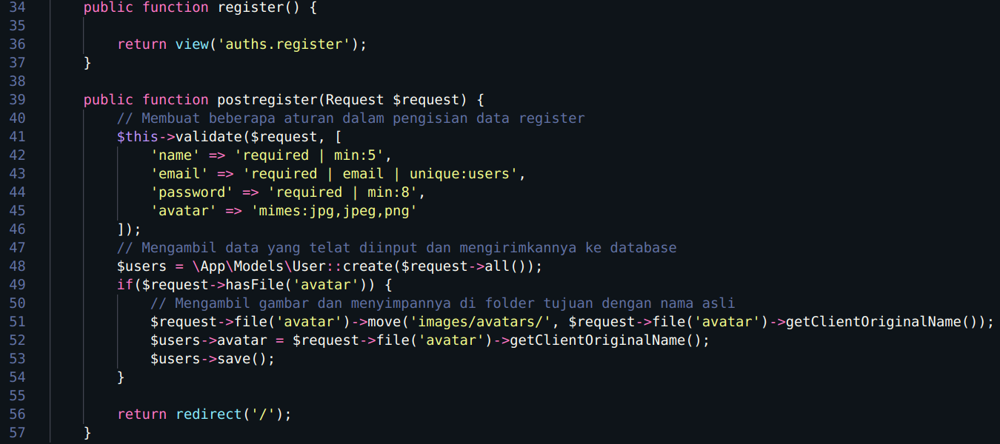 34 public function register() {
35
36 return view('auths.register');
37 }
38
39 public function postregister(Request $request) {
40 // Membuat beberapa aturan dalam pengisian data register
41 $this->validate($request, [
42 'name' => 'required | min:5',
43 'email' => 'required | email | unique:users',
44 'password' => 'required | min:8',
45 'avatar' => 'mimes:jpg,jpeg,png'
46 ]);
47 // Mengambil data yang telat diinput dan mengirimkannya ke database
48 $users = \App\Models\User::create($request->all());
49 if($request->hasFile('avatar')) {
50 // Mengambil gambar dan menyimpannya di folder tujuan dengan nama asli
51 $request->file('avatar')->move('images/avatars/', $request->file('avatar')->getClientOriginalName());
52 $users->avatar = $request->file('avatar')->getClientOriginalName();
53 $users->save();
54 }
55
56 return redirect('/');
57 }